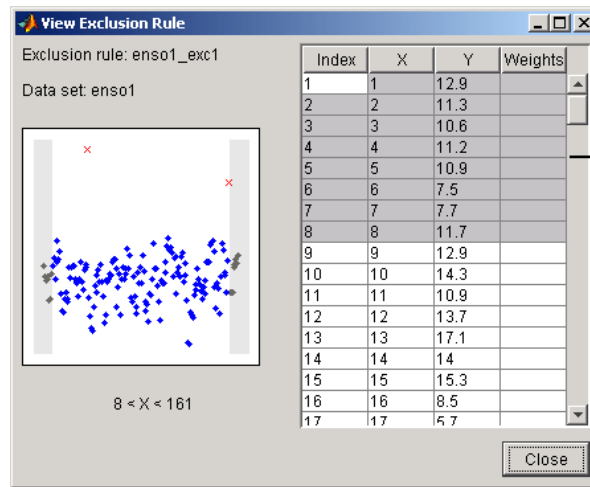 View Exclusion Rule
Exclusion rule: enso1_exc1
Data set: enso1
8 < X < 161
Index X Y Weights
1 1 12.9
2 2 11.3
3 3 10.6
4 4 11.2
5 5 10.9
6 6 7.5
7 7 7.7
8 8 11.7
9 9 12.9
10 10 14.3
11 11 10.9
12 12 13.7
13 13 17.1
14 14 14
15 15 15.3
16 16 8.5
17 17 5.7
Close